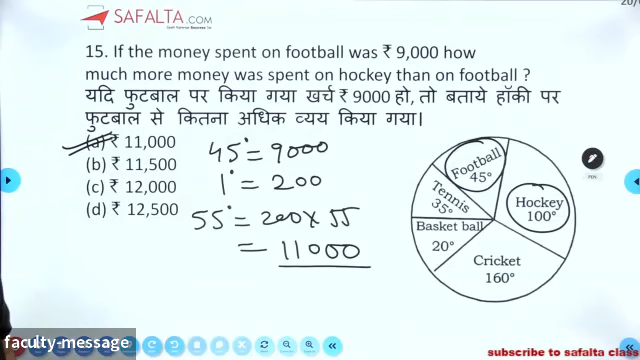 20/
SAFALTA.COM
15. If the money spent on football was ₹ 9,000 how
much more money was spent on hockey than on football ?
यदि फुटबाल पर किया गया खर्च ₹ 9000 हो, तो बताये हॉकी पर
फुटबाल से कितना अधिक व्यय किया गया।
(a) ₹ 11,000
(b) ₹ 11,500
(c) ₹ 12,000
(d) ₹ 12,500
45° = 9000
1° = 200
55° = 200 × 55
= 11000
Football
45°
Tennis
35°
Hockey
100°
Basket ball
20°
Cricket
160°
PEN
faculty-message
subscribe to safalta class